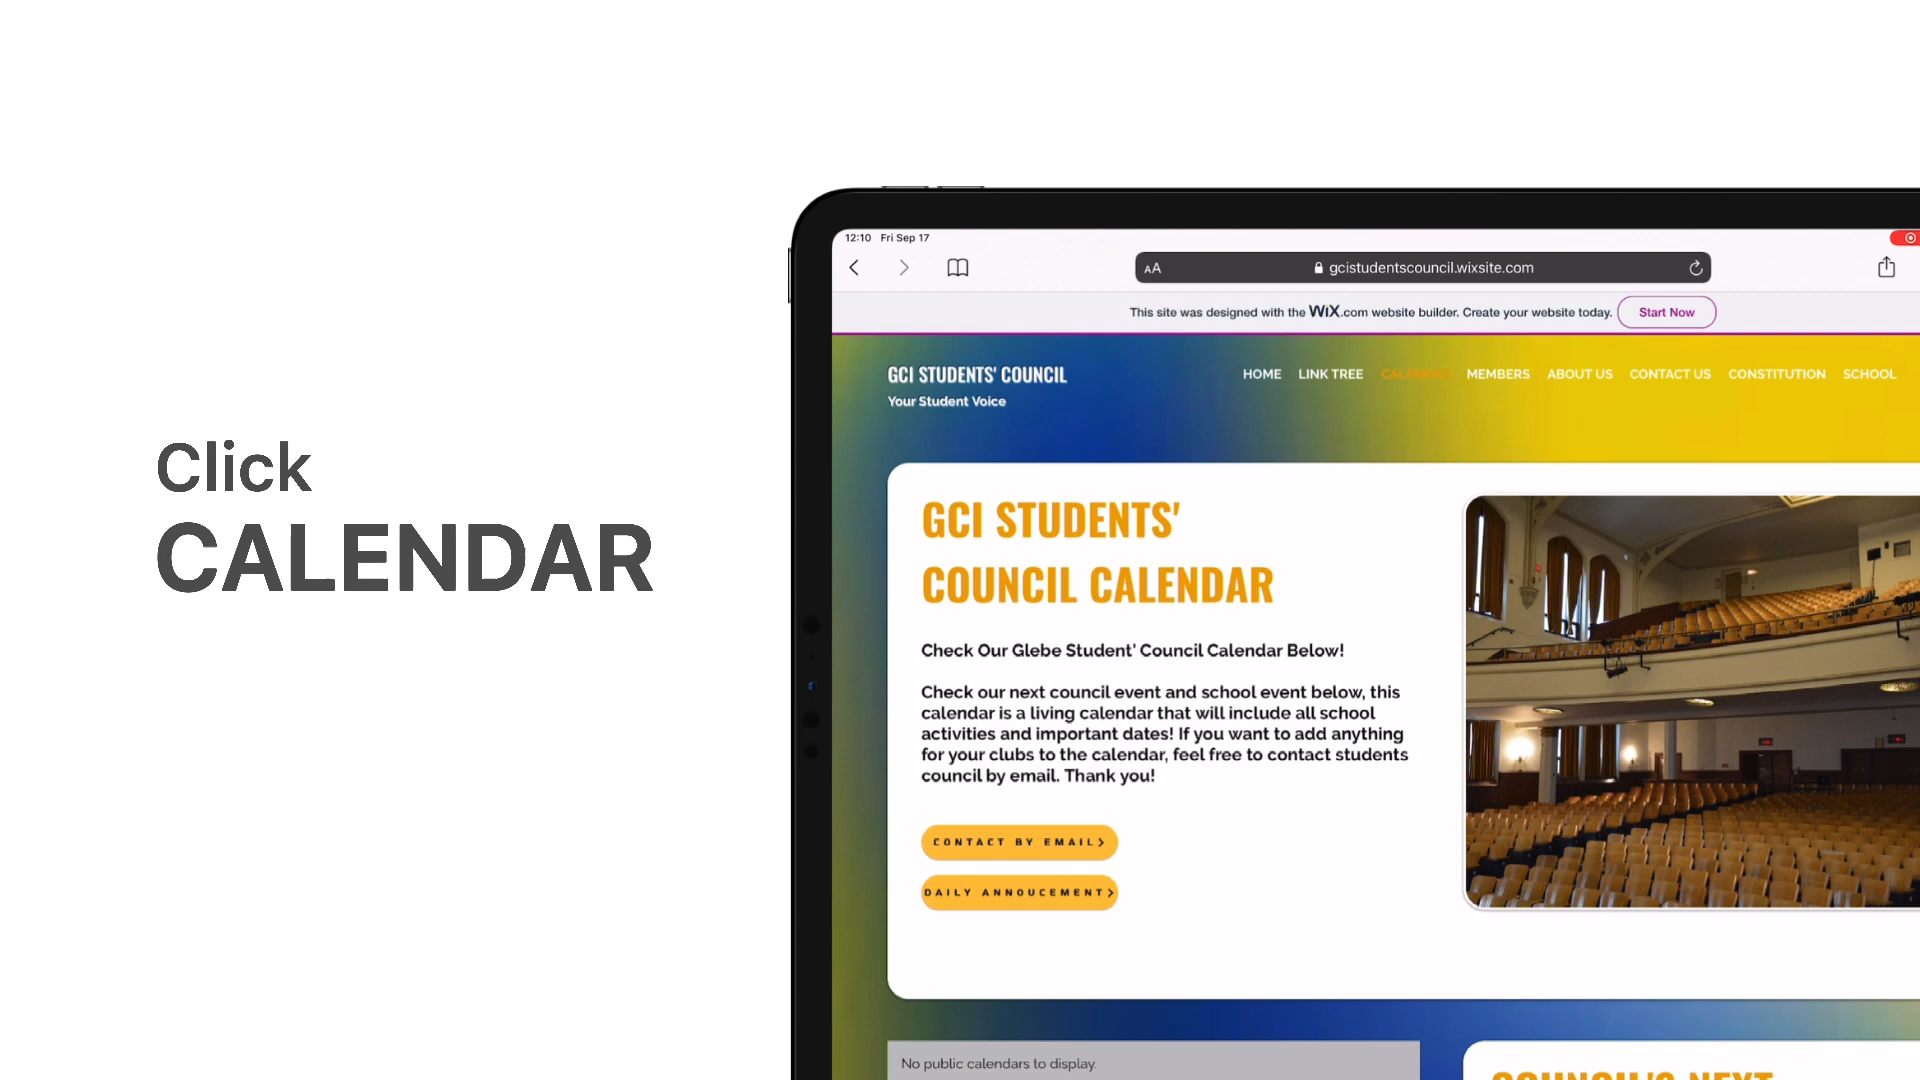 Click
CALENDAR
12:10 Fri Sep 17
AA
gcistudentscouncil.wixsite.com
This site was designed with the WiX.com website builder. Create your website today.
Start Now
GCI STUDENTS' COUNCIL
Your Student Voice
HOME LINK TREE CALENDAR MEMBERS ABOUT US CONTACT US CONSTITUTION SCHOOL
GCI STUDENTS'
COUNCIL CALENDAR
Check Our Glebe Student' Council Calendar Below!
Check our next council event and school event below, this
calendar is a living calendar that will include all school
activities and important dates! If you want to add anything
for your clubs to the calendar, feel free to contact students
council by email. Thank you!
CONTACT BY EMAIL>
DAILY ANNOUCEMENT>
No public calendars to display.
COUNCIL'S NEXT